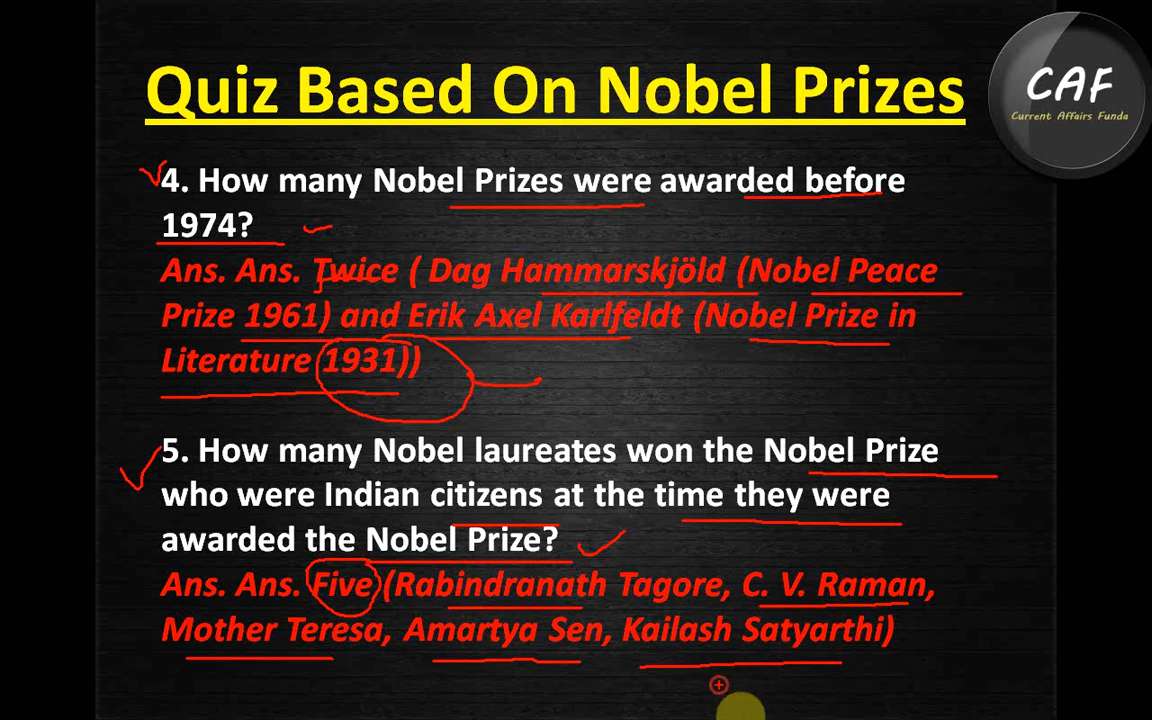 Quiz Based On Nobel Prizes
CAF
Current Affairs Funda
4. How many Nobel Prizes were awarded before
1974?
Ans. Ans. Twice ( Dag Hammarskjöld (Nobel Peace
Prize 1961) and Erik Axel Karlfeldt (Nobel Prize in
Literature 1931))
5. How many Nobel laureates won the Nobel Prize
who were Indian citizens at the time they were
awarded the Nobel Prize?
Ans. Ans. Five (Rabindranath Tagore, C. V. Raman,
Mother Teresa, Amartya Sen, Kailash Satyarthi)